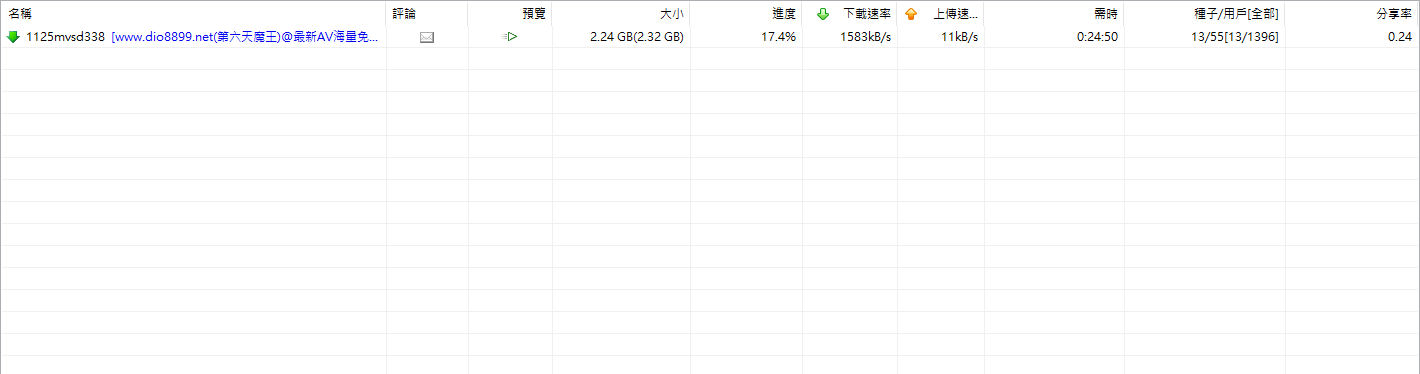 名稱 評論 預覽 大小 進度 下載速率 上傳速... 需時 種子/用戶[全部] 分享率
1125mvsd338 [www.dio8899.net(第六天魔王)@最新AV海量免... 2.24 GB(2.32 GB) 17.4% 1583kB/s 11kB/s 0:24:50 13/55[13/1396] 0.24